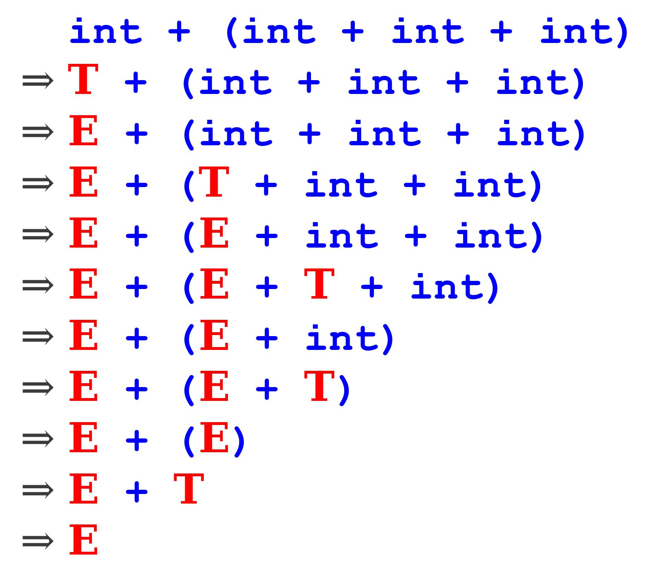 int + (int + int + int)
⇒ T + (int + int + int)
⇒ E + (int + int + int)
⇒ E + (T + int + int)
⇒ E + (E + int + int)
⇒ E + (E + T + int)
⇒ E + (E + int)
⇒ E + (E + T)
⇒ E + (E)
⇒ E + T
⇒ E